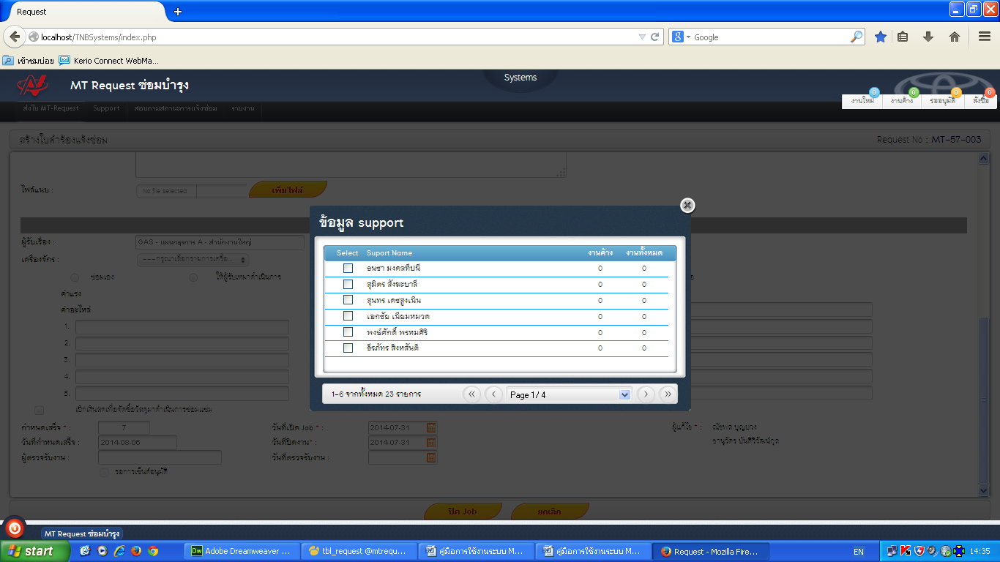 Request
localhost/TNBSystems/index.php
Google
เข้าชมบ่อย Kerio Connect WebMa...
MT Request ซ่อมบำรุง
Systems
0 0 0 0
งานใหม่ งานค้าง รออนุมัติ สั่งซื้อ
ส่งใบ MT-Request Support สอบถามสถานะการแจ้งซ่อม รายงาน
สร้างใบคำร้องแจ้งซ่อม
Request No : MT-57-003
ไฟล์แนบ : No file selected เพิ่มไฟล์
ข้อมูล support
ผู้รับเรื่อง : GAS - แผนกธุรการ A - สำนักงานใหญ่
เครื่องจักร : ---กรุณาเลือกรายการเครื่อ...
ซ่อมเอง ให้ผู้รับเหมาดำเนินการ
ค่าแรง
ค่าอะไหล่
1.
2.
3.
4.
5.
Select Suport Name งานค้าง งานทั้งหมด
ธนชา มงคลทีปนี 0 0
สุมิตร สังฆะบาลี 0 0
สุนทร เดชสูงเนิน 0 0
เอกชัย เนียมหมวด 0 0
พงษ์ศักดิ์ พรหมศิริ 0 0
ธีรภัทร สิงหสันติ 0 0
1-6 จากทั้งหมด 23 รายการ Page 1/ 4
เบิกเงินสดเพื่อจัดซื้อวัสดุมาดำเนินการซ่อมแซม
กำหนดเสร็จ * : 7 วันที่เปิด Job * : 2014-07-31 ผู้แก้ไข * : ณัชพล บุญยวง
วันที่กำหนดเสร็จ : 2014-08-06 วันที่ปิดงาน* : 2014-07-31
ผู้ตรวจรับงาน : วันที่ตรวจรับงาน :
รอการเซ็นต์อนุมัติ
ปิด Job ยกเลิก
MT Request ซ่อมบำรุง
start Adobe Dreamweaver ... tbl_request @mtrequ... คู่มือการใช้งานระบบ M... คู่มือการใช้งานระบบ M... Request - Mozilla Fire... EN 14:35